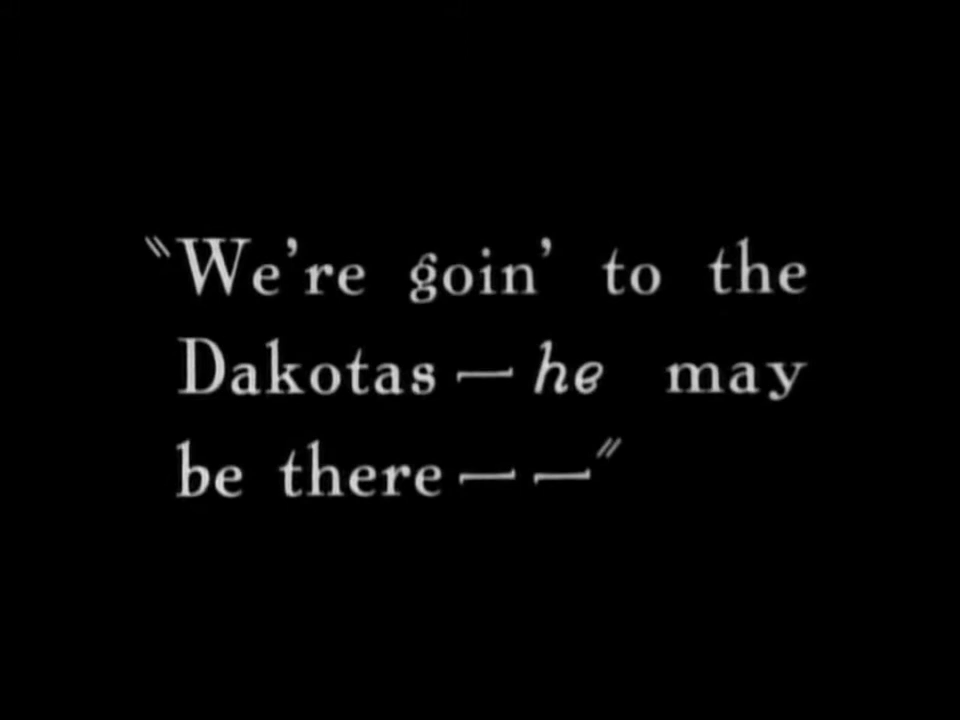 "We're goin' to the
Dakotas — he may
be there — —"